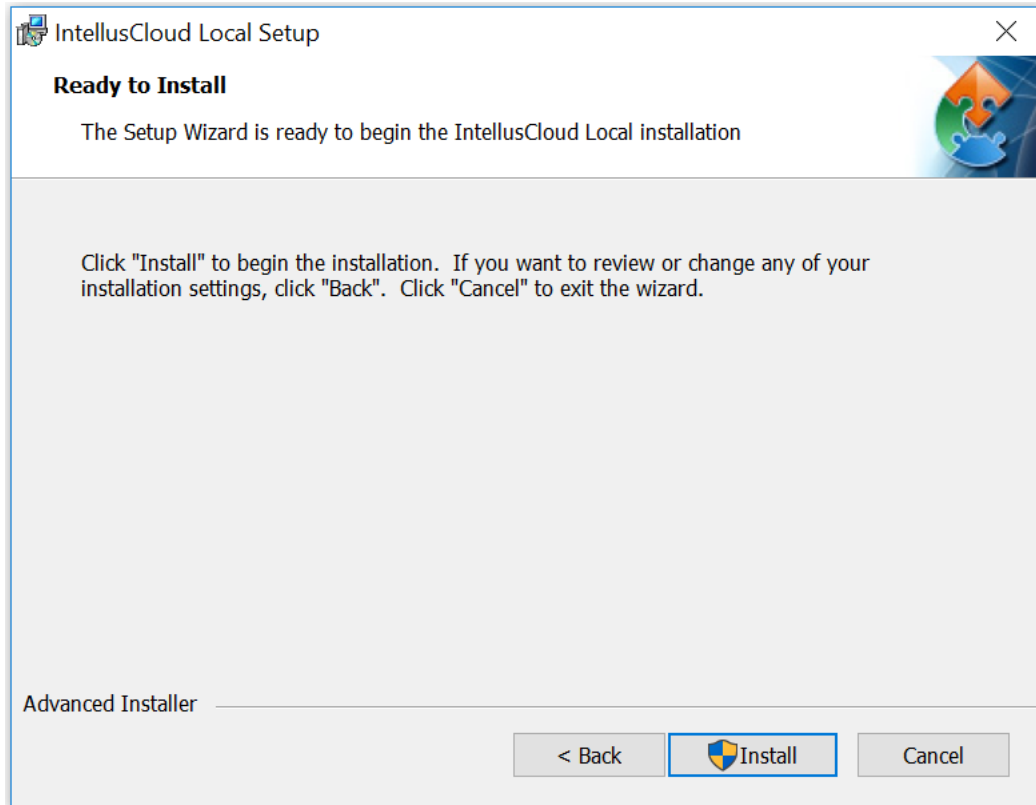 IntellusCloud Local Setup
Ready to Install
The Setup Wizard is ready to begin the IntellusCloud Local installation
Click "Install" to begin the installation.  If you want to review or change any of your
installation settings, click "Back".  Click "Cancel" to exit the wizard.
Advanced Installer
< Back
Install
Cancel